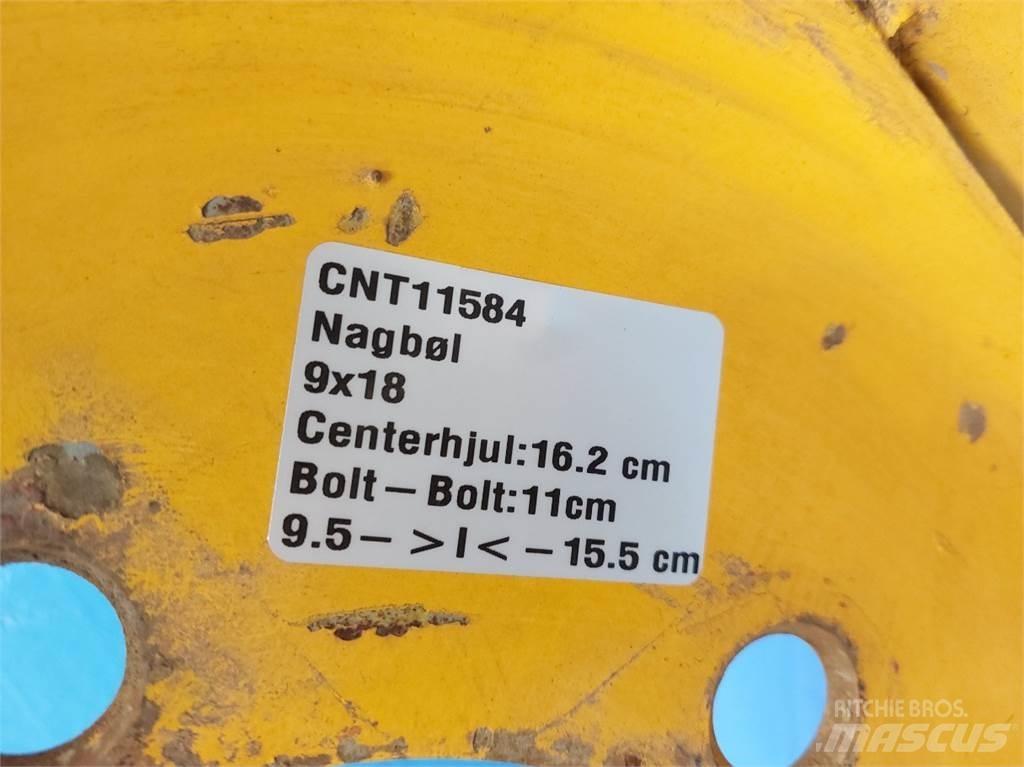 CNT11584
Nagbøl
9x18
Centerhjul:16.2 cm
Bolt – Bolt:11cm
9.5– >I< –15.5 cm
RITCHIE BROS.
MASCUS